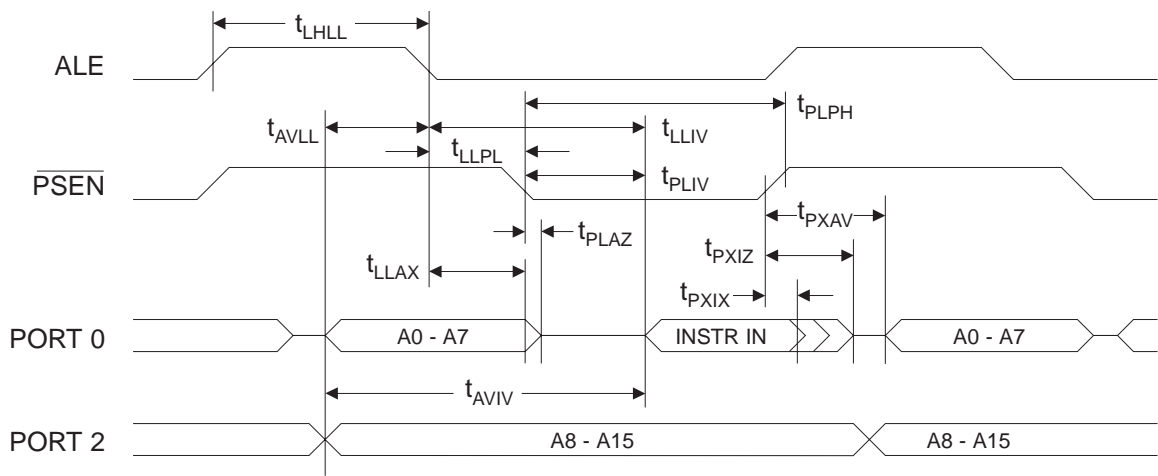 tLHLL
ALE
tPLPH
tAVLL
tLLIV
tLLPL
PSEN
tPLIV
tPXAV
tPLAZ
tPXIZ
tLLAX
tPXIX
PORT 0
A0 - A7
INSTR IN
A0 - A7
tAVIV
PORT 2
A8 - A15
A8 - A15